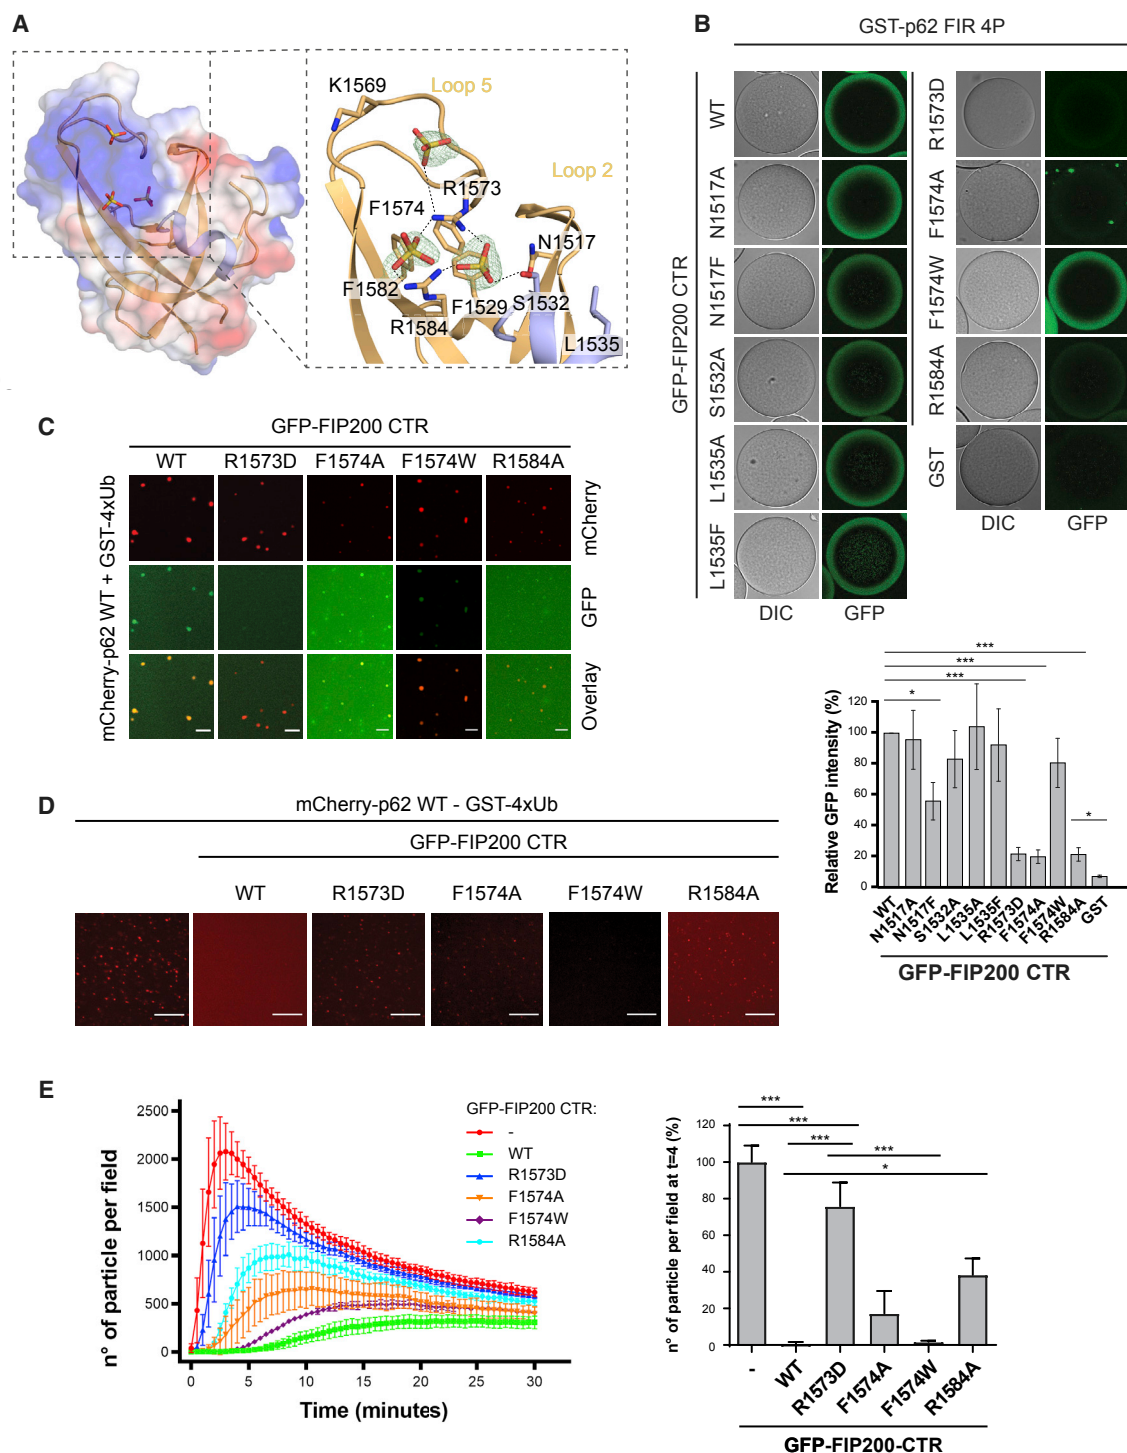 A
K1569
Loop 5
Loop 2
R1573
F1574
N1517
F1582
F1529
S1532
R1584
L1535
B
GST-p62 FIR 4P
GFP-FIP200 CTR
WT
N1517A
N1517F
S1532A
L1535A
L1535F
R1573D
F1574A
F1574W
R1584A
GST
DIC GFP
DIC GFP
***
***
***
*
*
Relative GFP intensity (%)
120
100
80
60
40
20
0
WT
N1517A
N1517F
S1532A
L1535A
L1535F
R1573D
F1574A
F1574W
R1584A
GST
GFP-FIP200 CTR
C
GFP-FIP200 CTR
WT R1573D F1574A F1574W R1584A
mCherry-p62 WT + GST-4xUb
mCherry
GFP
Overlay
D
mCherry-p62 WT - GST-4xUb
GFP-FIP200 CTR
WT R1573D F1574A F1574W R1584A
E
n° of particle per field
2500
2000
1500
1000
500
0
0 5 10 15 20 25 30
Time (minutes)
GFP-FIP200 CTR:
-
WT
R1573D
F1574A
F1574W
R1584A
n° of particle per field at t=4 (%)
120
100
80
60
40
20
0
***
***
***
***
*
-
WT
R1573D
F1574A
F1574W
R1584A
GFP-FIP200-CTR